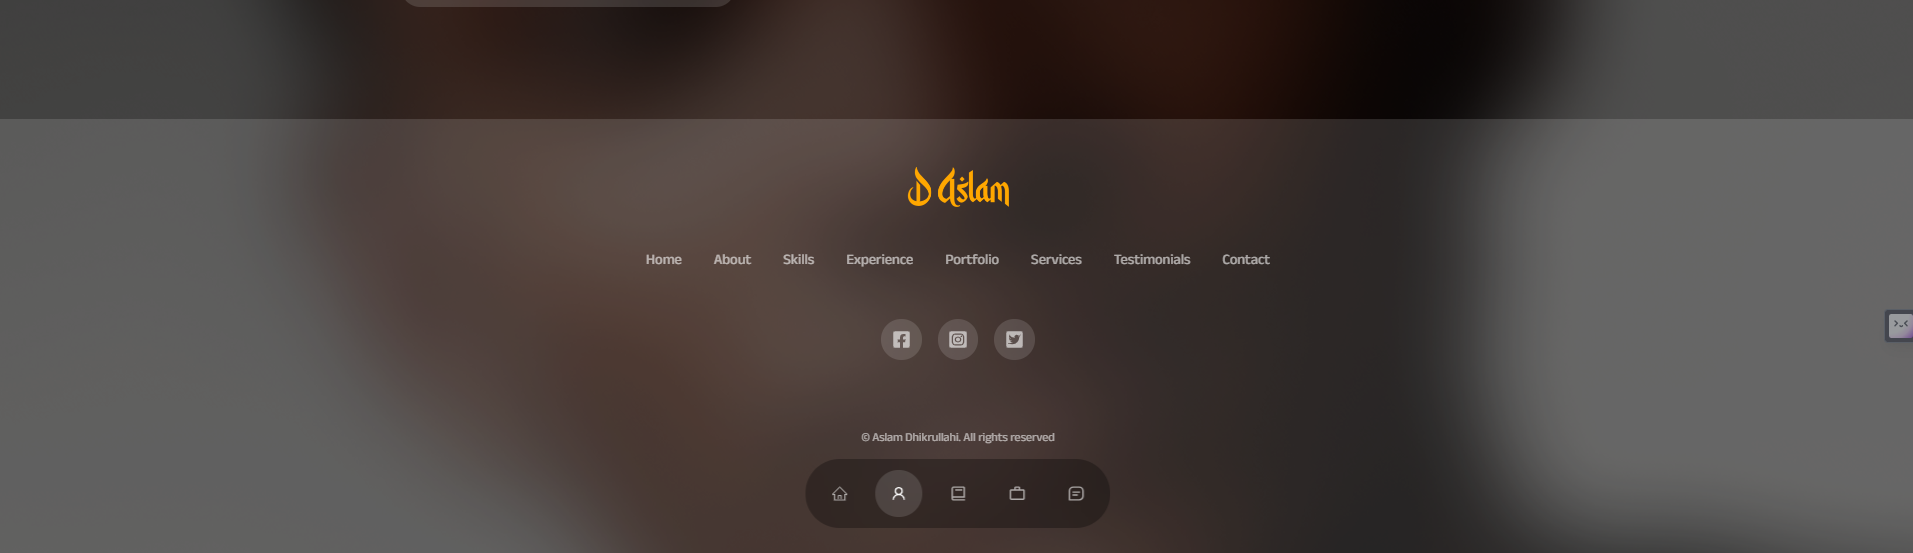 D Aslam
Home About Skills Experience Portfolio Services Testimonials Contact
© Aslam Dhikrullahi. All rights reserved